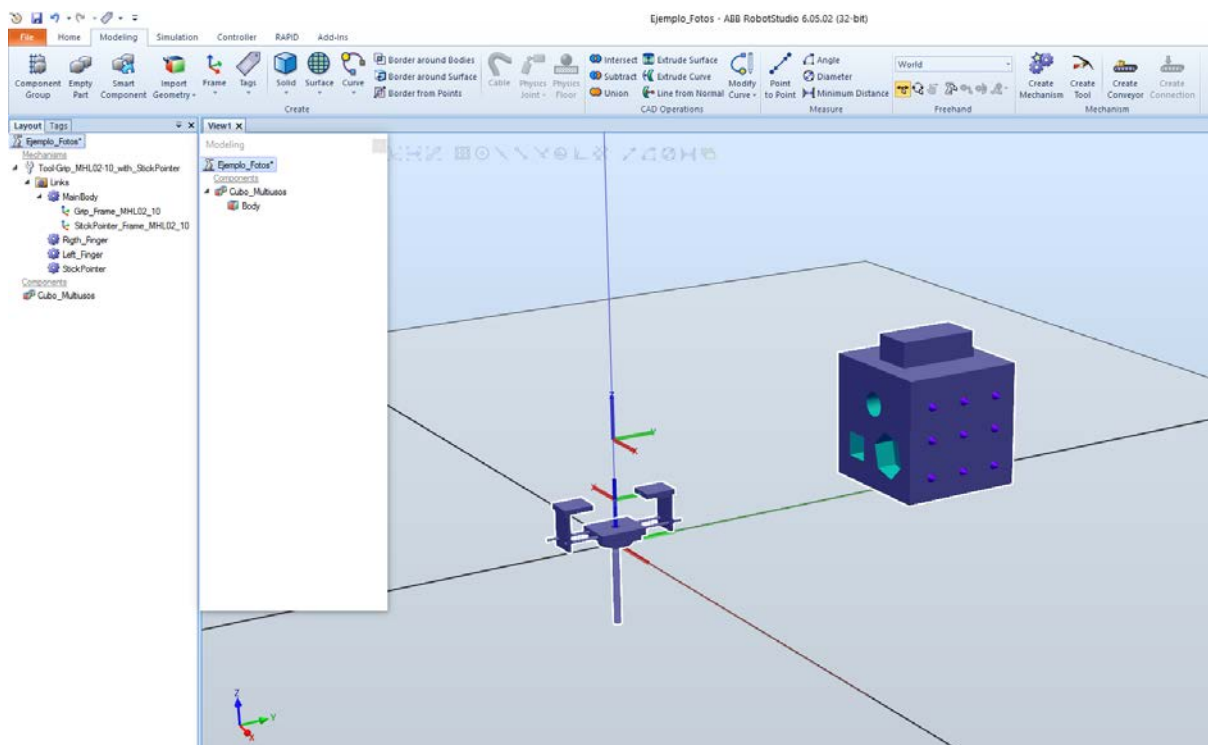 Ejemplo_Fotos - ABB RobotStudio 6.05.02 (32-bit)
File Home Modeling Simulation Controller RAPID Add-Ins
Component Group
Empty Part
Smart Component
Import Geometry
Frame
Tags
Solid
Surface
Curve
Border around Bodies
Border around Surface
Border from Points
Create
Cable
Physics Joint
Physics Floor
Intersect
Subtract
Union
Extrude Surface
Extrude Curve
Line from Normal
Modify Curve
CAD Operations
Point to Point
Angle
Diameter
Minimum Distance
Measure
World
Freehand
Create Mechanism
Create Tool
Create Conveyor
Create Connection
Mechanism
Layout Tags
Ejemplo_Fotos*
Mechanisms
Tool-Grip_MHL02-10_with_StickPointer
Links
MainBody
Grip_Frame_MHL02_10
StickPointer_Frame_MHL02_10
Rigth_Finger
Left_Finger
StickPointer
Components
Cubo_Multiusos
View1 X
Modeling
Ejemplo_Fotos*
Components
Cubo_Multiusos
Body
Z
Y
X